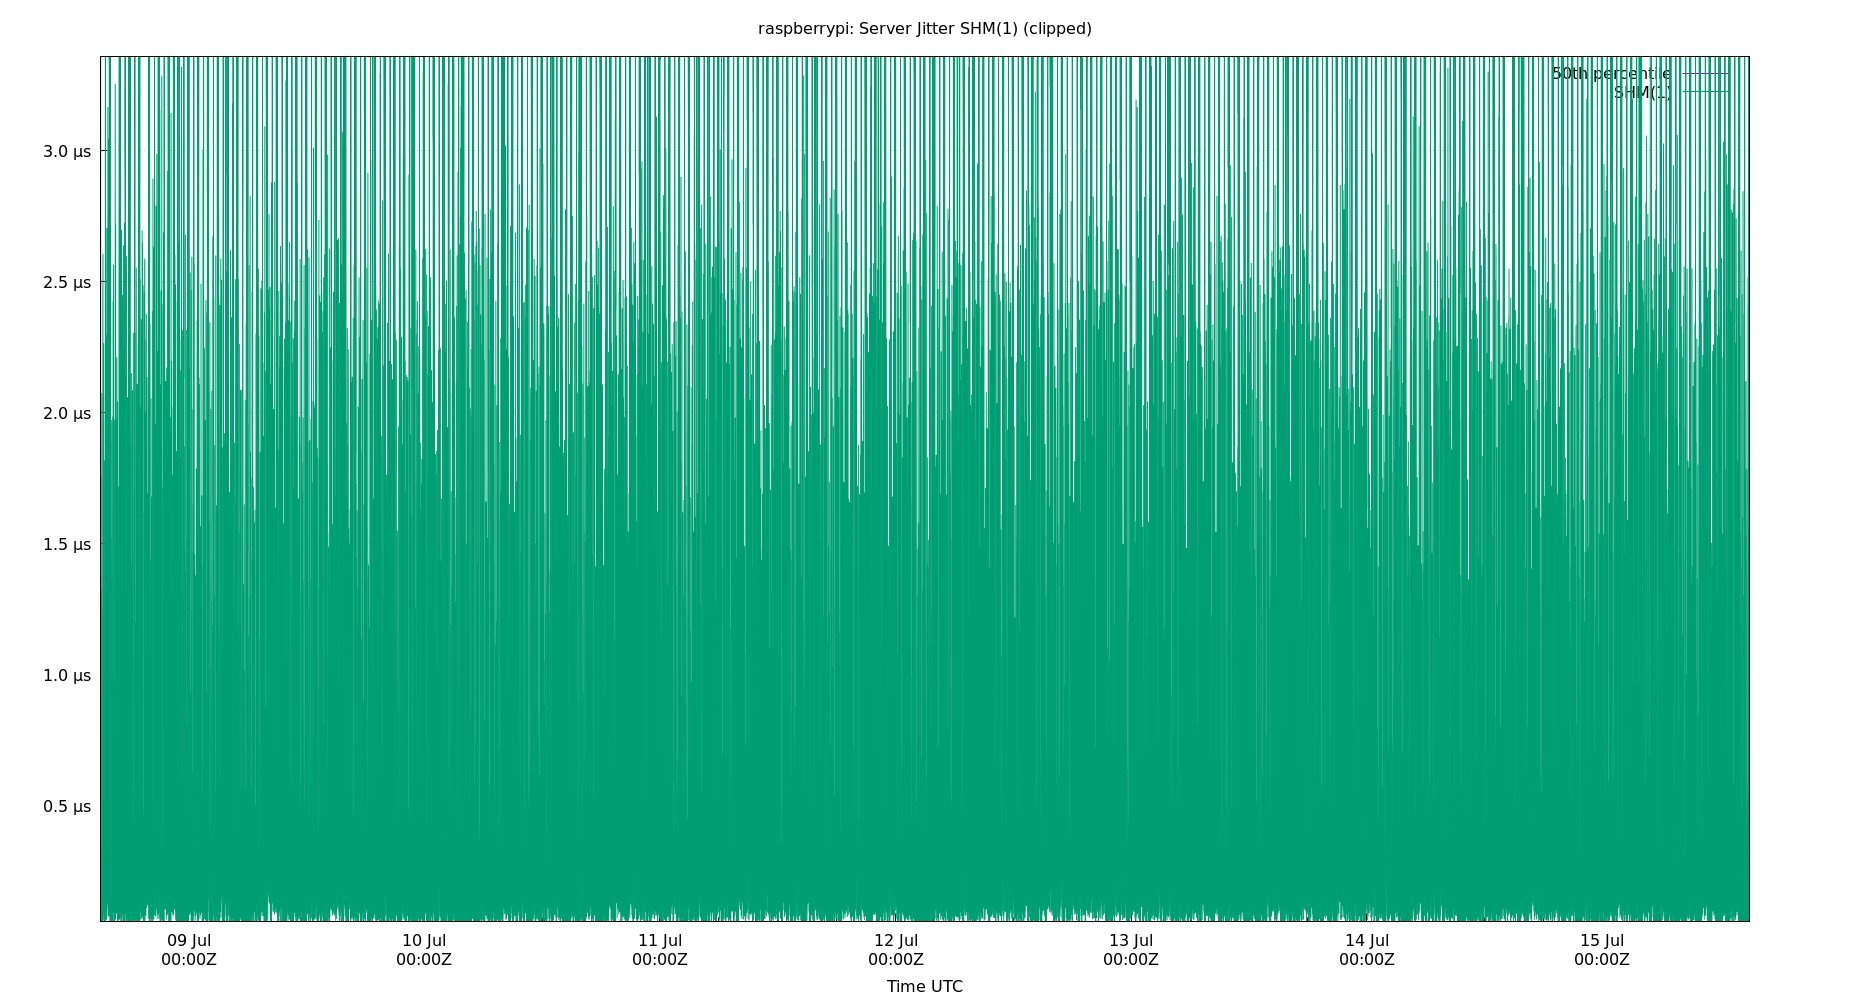 raspberrypi: Server Jitter SHM(1) (clipped)
50th percentile
SHM(1)
3.0 µs
2.5 µs
2.0 µs
1.5 µs
1.0 µs
0.5 µs
09 Jul
00:00Z
10 Jul
00:00Z
11 Jul
00:00Z
12 Jul
00:00Z
13 Jul
00:00Z
14 Jul
00:00Z
15 Jul
00:00Z
Time UTC